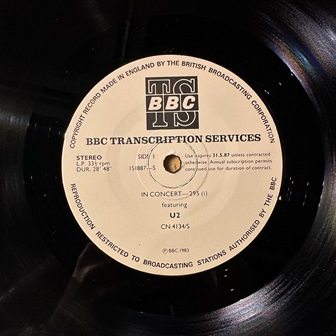 COPYRIGHT RECORD MADE IN ENGLAND BY THE BRITISH BROADCASTING CORPORATION.
TS
BBC
BBC TRANSCRIPTION SERVICES
STEREO
L.P. 33⅓ rpm
DUR. 28' 48"
SIDE 1
151887—S
Use expires 31.5.87 unless contracted
otherwise. Annual subscription permits
continued use for duration of contract.
IN CONCERT—295 (i)
featuring
U2
CN 4134/S
Ⓟ BBC 1983
REPRODUCTION RESTRICTED TO BROADCASTING STATIONS AUTHORISED BY THE BBC